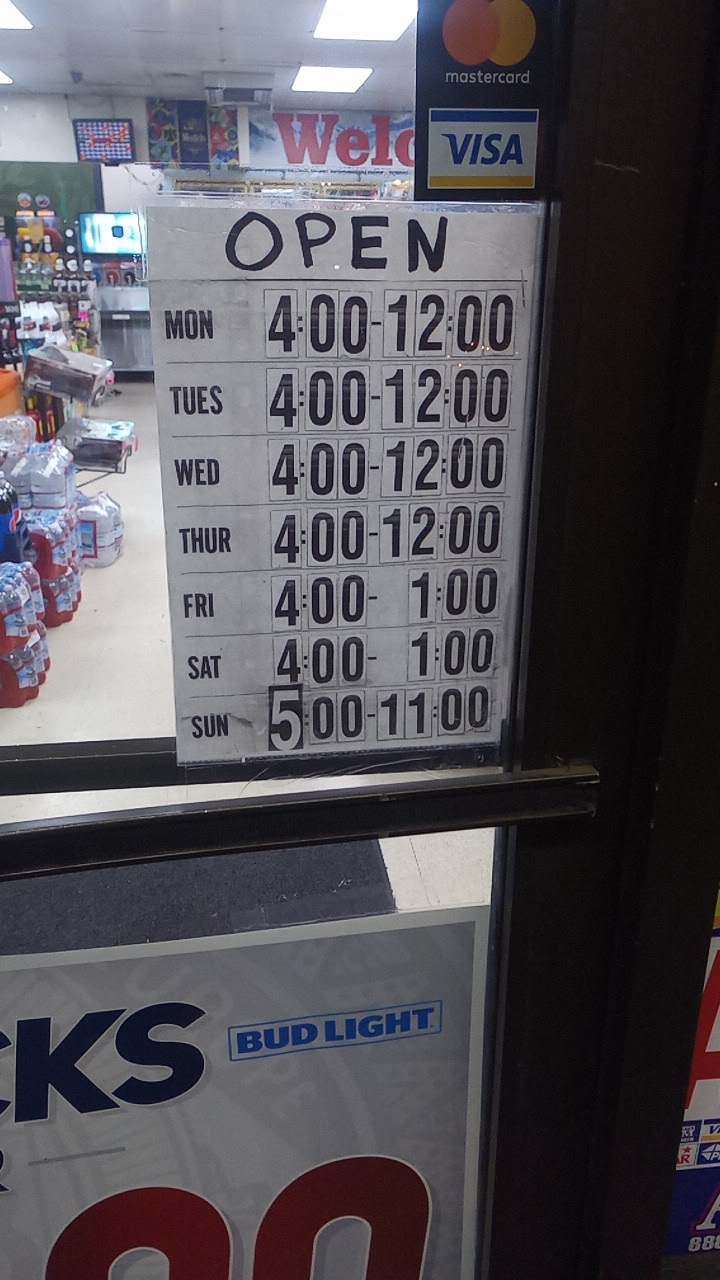 mastercard
VISA
Welc
OPEN
MON 4:00-12:00
TUES 4:00-12:00
WED 4:00-12:00
THUR 4:00-12:00
FRI 4:00- 1:00
SAT 4:00- 1:00
SUN 5:00-11:00
CKS
BUD LIGHT